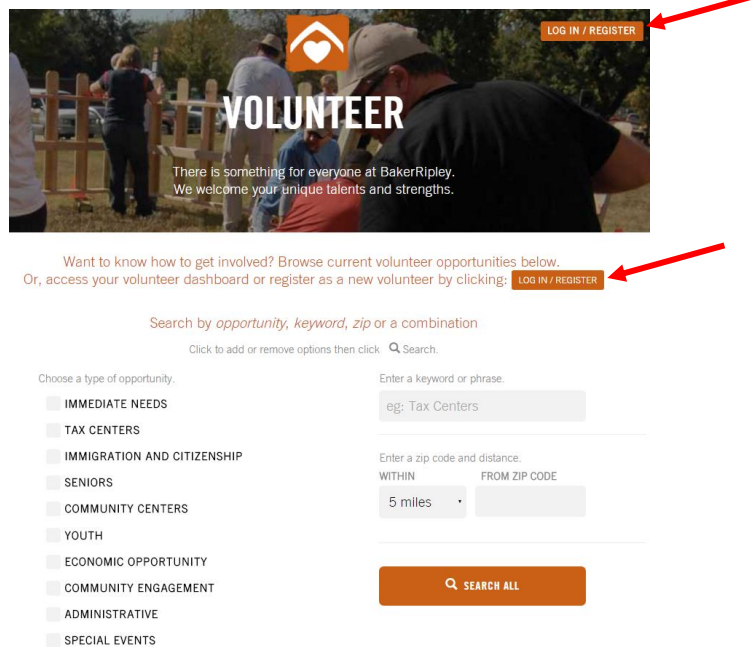 LOG IN / REGISTER
VOLUNTEER
There is something for everyone at BakerRipley.
We welcome your unique talents and strengths.
Want to know how to get involved? Browse current volunteer opportunities below.
Or, access your volunteer dashboard or register as a new volunteer by clicking: LOG IN / REGISTER
Search by opportunity, keyword, zip or a combination
Click to add or remove options then click Search.
Choose a type of opportunity.
IMMEDIATE NEEDS
TAX CENTERS
IMMIGRATION AND CITIZENSHIP
SENIORS
COMMUNITY CENTERS
YOUTH
ECONOMIC OPPORTUNITY
COMMUNITY ENGAGEMENT
ADMINISTRATIVE
SPECIAL EVENTS
Enter a keyword or phrase.
eg: Tax Centers
Enter a zip code and distance.
WITHIN FROM ZIP CODE
5 miles
SEARCH ALL